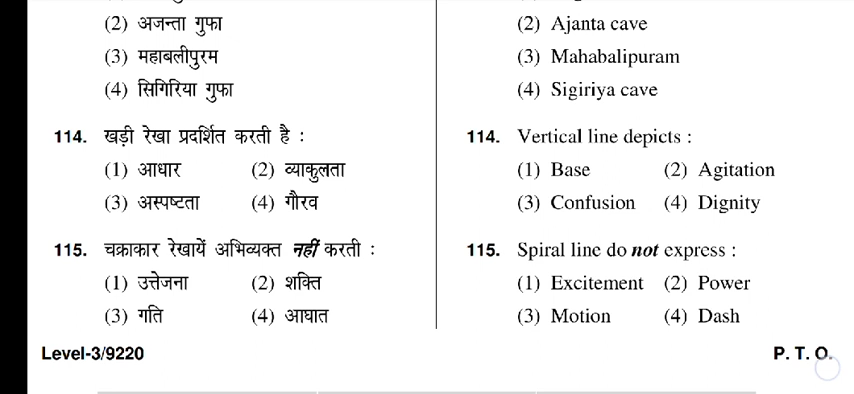 (2) अजन्ता गुफा
(3) महाबलीपुरम
(4) सिगिरिया गुफा
114. खड़ी रेखा प्रदर्शित करती है :
(1) आधार (2) व्याकुलता
(3) अस्पष्टता (4) गौरव
115. चक्राकार रेखायें अभिव्यक्त नहीं करती :
(1) उत्तेजना (2) शक्ति
(3) गति (4) आघात
(2) Ajanta cave
(3) Mahabalipuram
(4) Sigiriya cave
114. Vertical line depicts :
(1) Base (2) Agitation
(3) Confusion (4) Dignity
115. Spiral line do not express :
(1) Excitement (2) Power
(3) Motion (4) Dash
Level-3/9220 P. T. O.